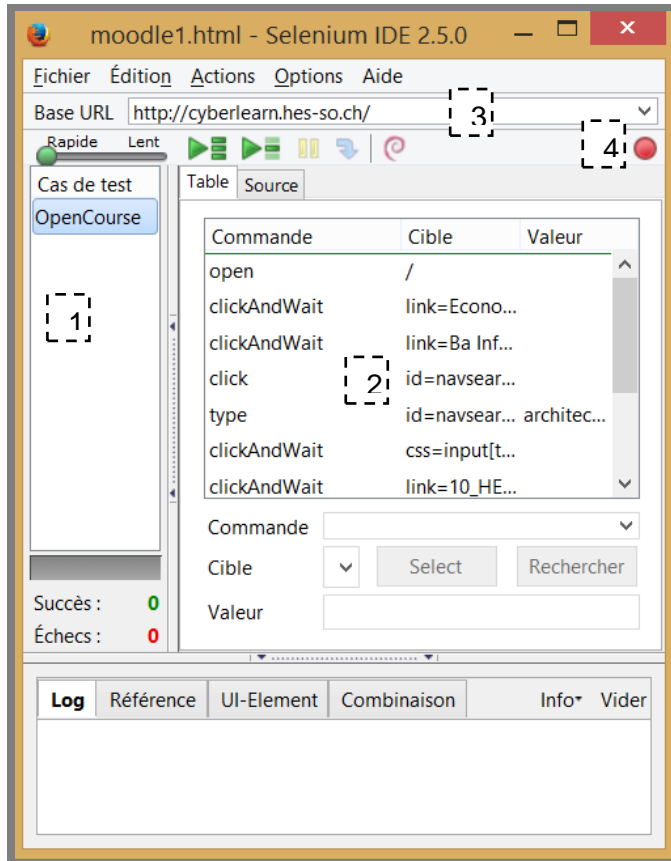 moodle1.html - Selenium IDE 2.5.0
Fichier Édition Actions Options Aide
Base URL http://cyberlearn.hes-so.ch/ 3
Rapide Lent 4
Cas de test
OpenCourse
1
Table Source
Commande Cible Valeur
open /
clickAndWait link=Econo...
clickAndWait link=Ba Inf...
click id=navsear...
2
type id=navsear... architec...
clickAndWait css=input[t...
clickAndWait link=10_HE...
Commande
Cible Select Rechercher
Valeur
Succès : 0
Échecs : 0
Log Référence UI-Element Combinaison Info Vider